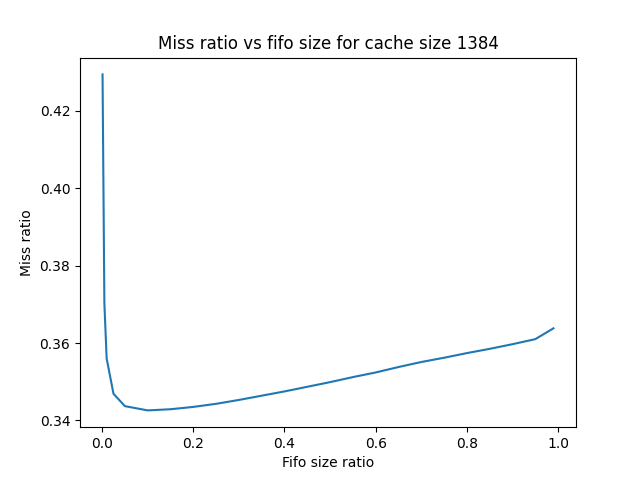 Miss ratio vs fifo size for cache size 1384
0.42
0.40
0.38
0.36
0.34
Miss ratio
0.0 0.2 0.4 0.6 0.8 1.0
Fifo size ratio